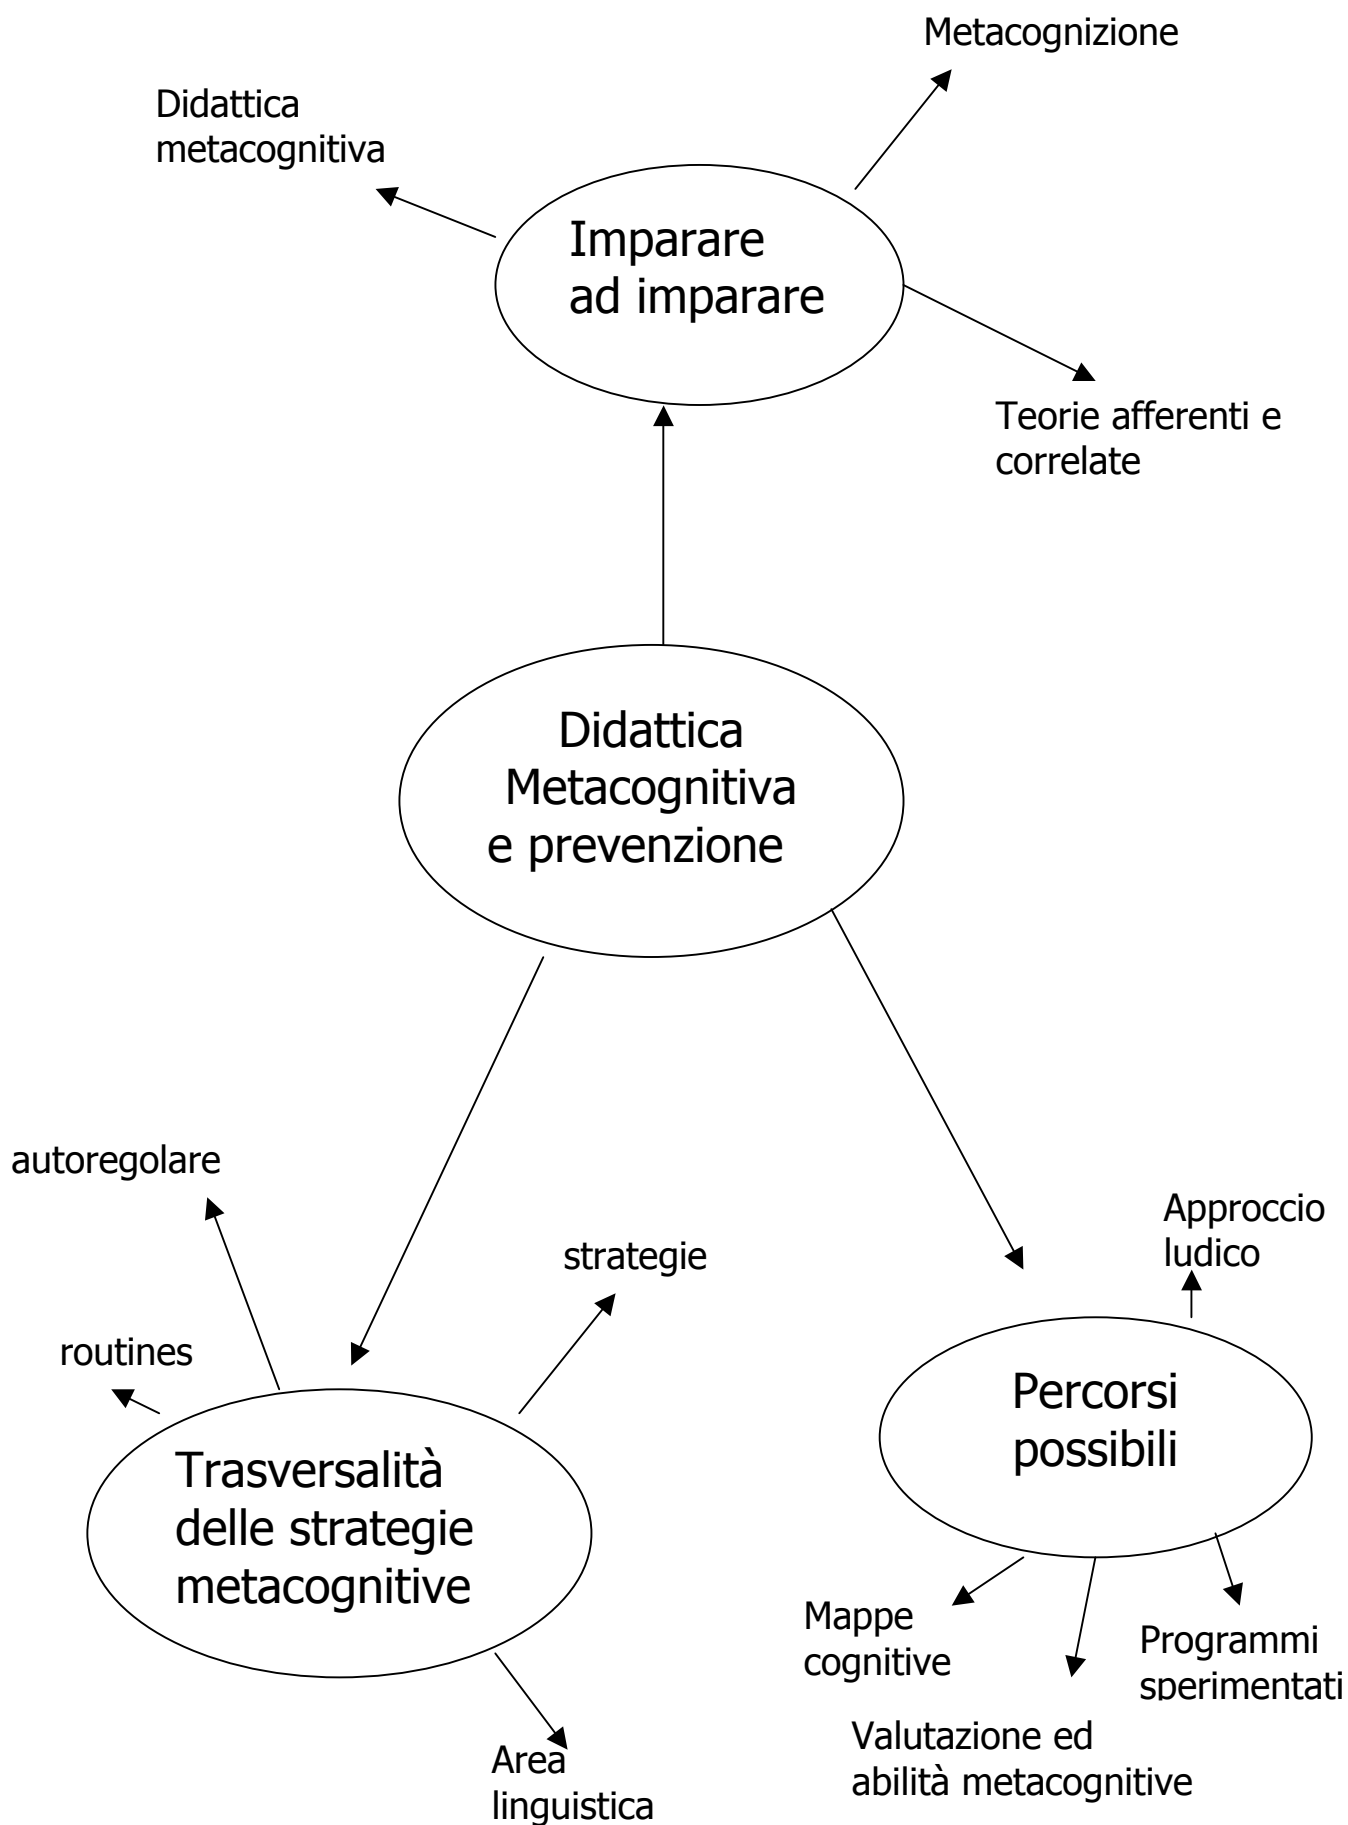 Metacognizione
Didattica
metacognitiva
Imparare
ad imparare
Teorie afferenti e
correlate
Didattica
Metacognitiva
e prevenzione
autoregolare
Approccio
ludico
strategie
routines
Percorsi
possibili
Trasversalità
delle strategie
metacognitive
Mappe
cognitive
Programmi
sperimentati
Valutazione ed
abilità metacognitive
Area
linguistica